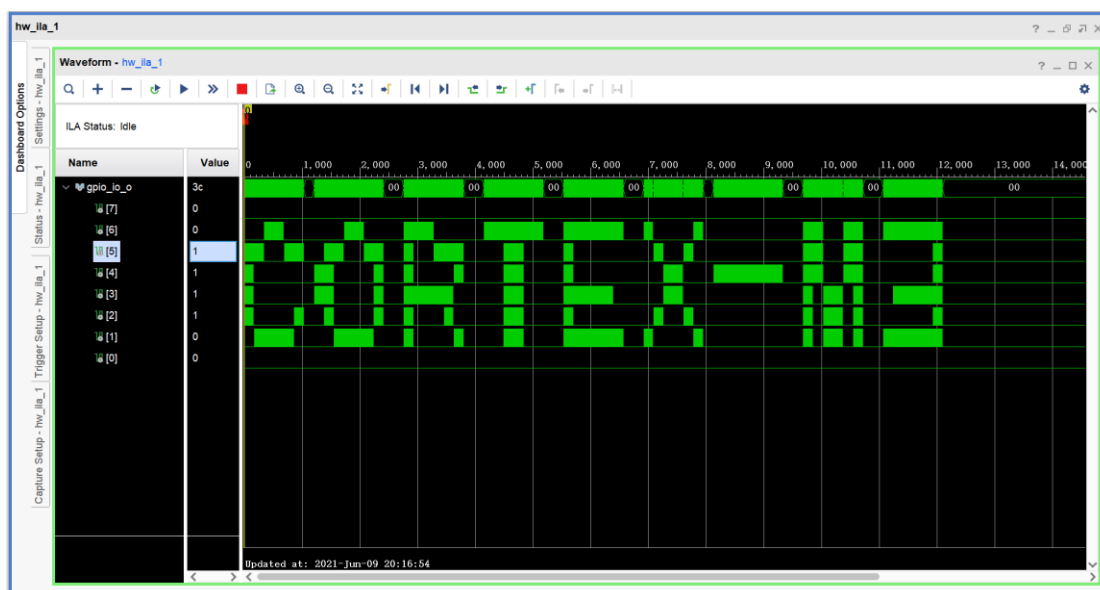 hw_ila_1
Dashboard Options
Settings - hw_ila_1
Status - hw_ila_1
Trigger Setup - hw_ila_1
Capture Setup - hw_ila_1
Waveform - hw_ila_1
ILA Status: Idle
Name Value
0 1,000 2,000 3,000 4,000 5,000 6,000 7,000 8,000 9,000 10,000 11,000 12,000 13,000 14,000
gpio_io_o 3c 00 00 00 00 00 00 00
[7] 0
[6] 0
[5] 1
[4] 1
[3] 1
[2] 1
[1] 0
[0] 0
CORTEX-M3
Updated at: 2021-Jun-09 20:16:54